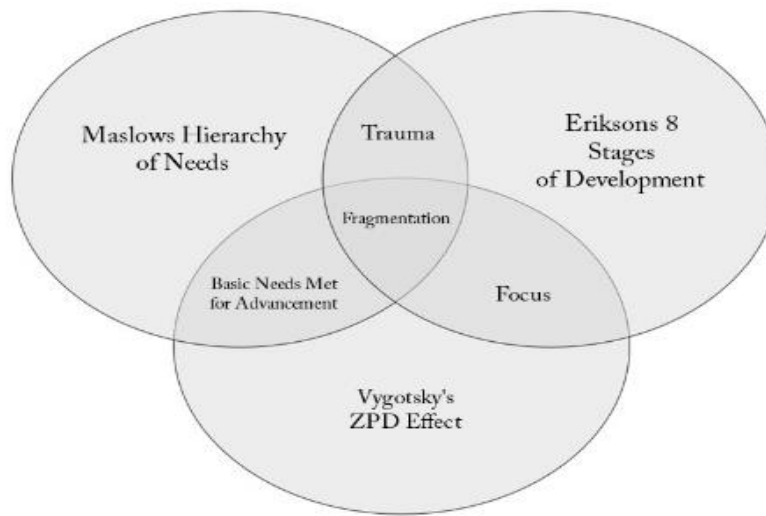 Maslows Hierarchy
of Needs
Trauma
Eriksons 8
Stages
of Development
Fragmentation
Basic Needs Met
for Advancement
Focus
Vygotsky's
ZPD Effect